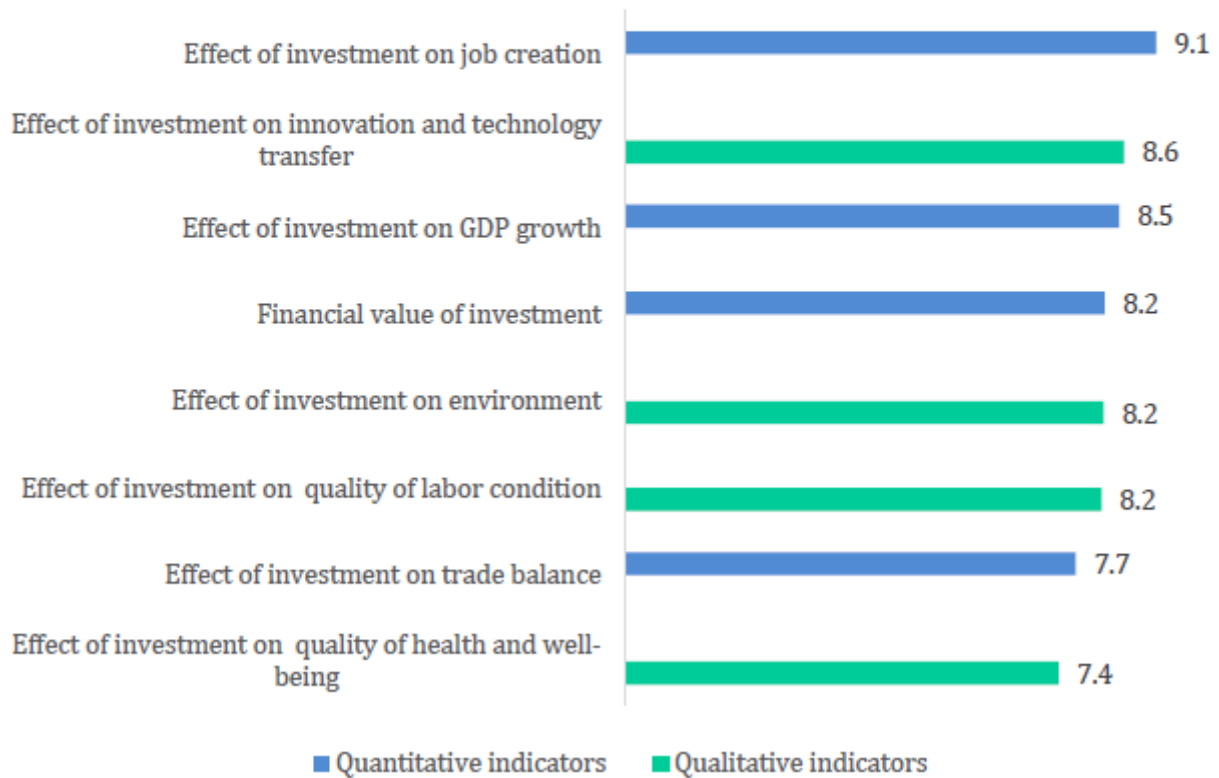 Effect of investment on job creation 9.1
Effect of investment on innovation and technology
transfer 8.6
Effect of investment on GDP growth 8.5
Financial value of investment 8.2
Effect of investment on environment 8.2
Effect of investment on  quality of labor condition 8.2
Effect of investment on trade balance 7.7
Effect of investment on  quality of health and well-
being 7.4
Quantitative indicators Qualitative indicators